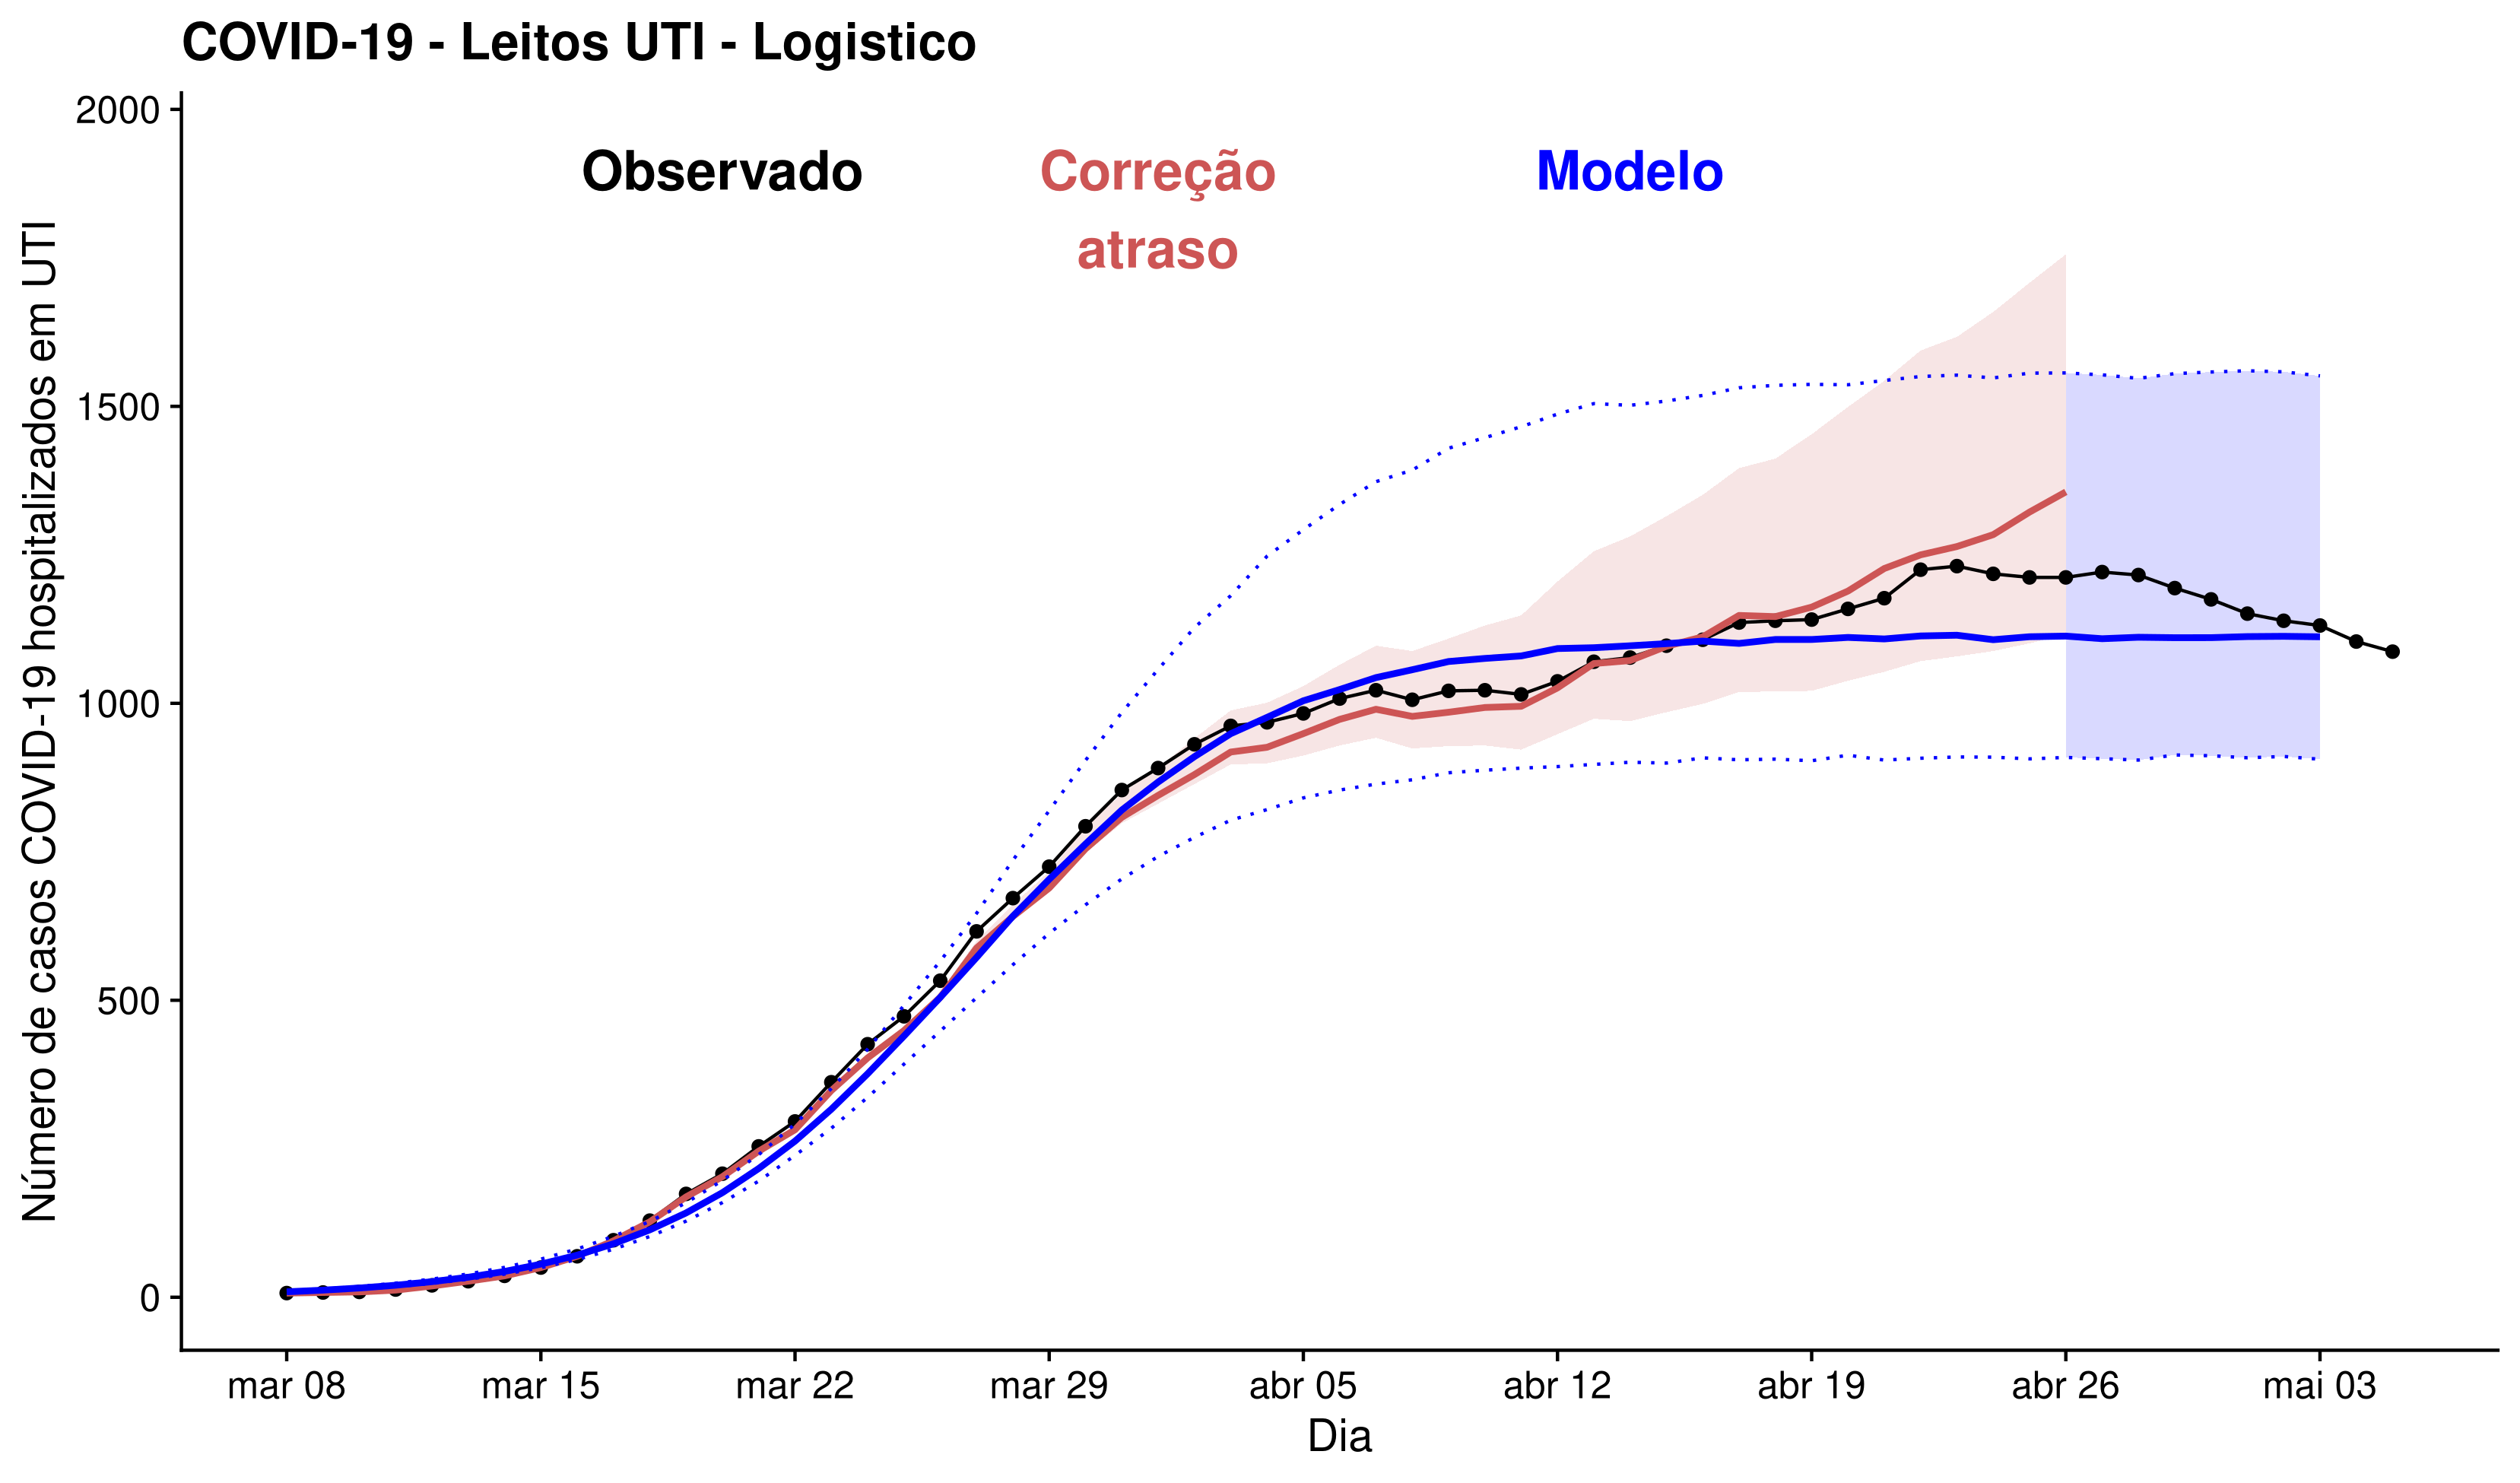 COVID-19 - Leitos UTI - Logistico
Número de casos COVID-19 hospitalizados em UTI
2000
1500
1000
500
0
Observado
Correção
atraso
Modelo
mar 08
mar 15
mar 22
mar 29
abr 05
abr 12
abr 19
abr 26
mai 03
Dia